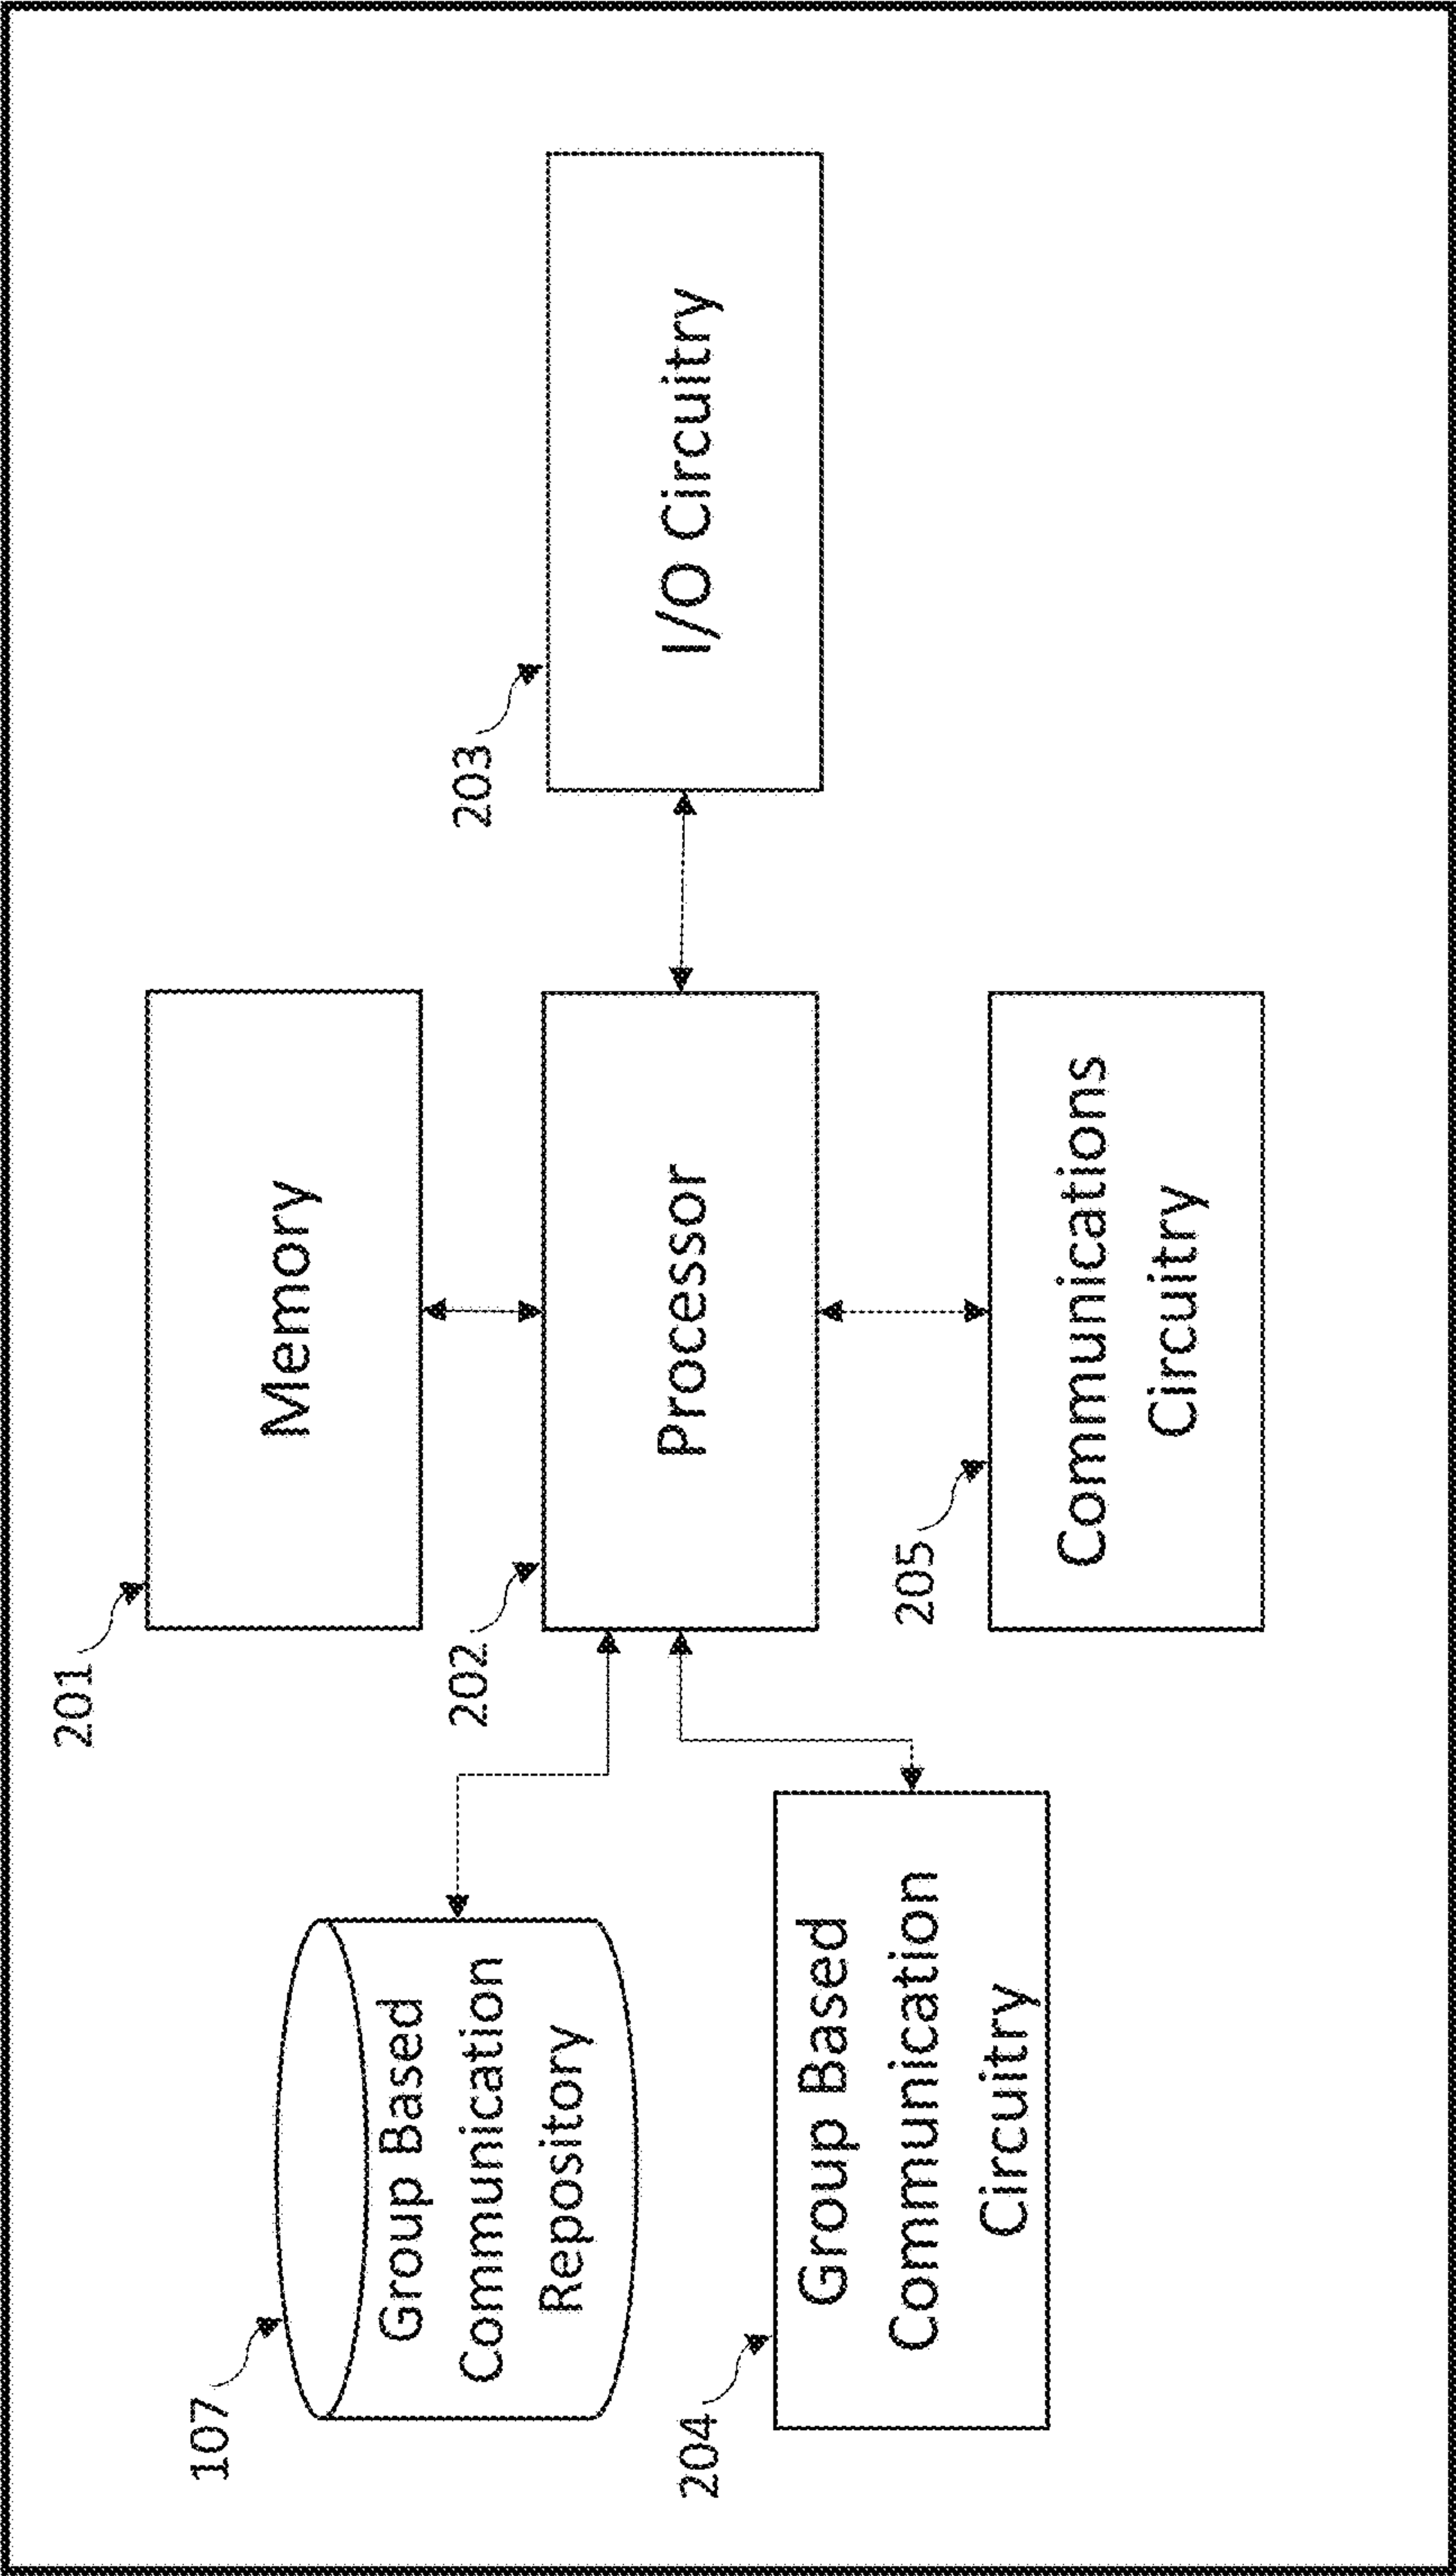 201
Memory
107
Group Based
Communication
Repository
202
Processor
203
I/O Circuitry
204
Group Based
Communication
Circuitry
205
Communications
Circuitry